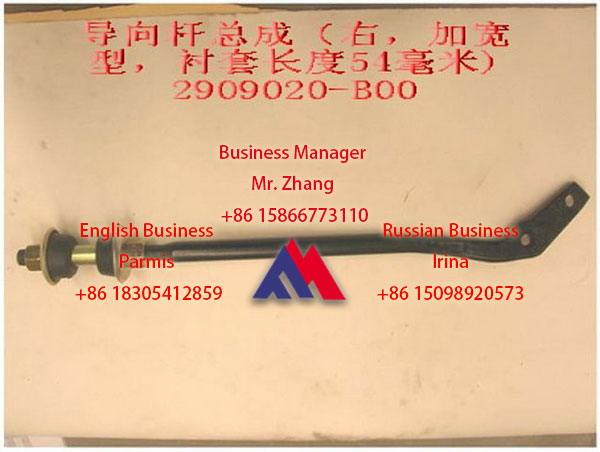 导向杆总成（右，加宽
型，衬套长度54毫米）
2909020-B00
Business Manager
Mr. Zhang
+86 15866773110
English Business
Parmis
+86 18305412859
Russian Business
Irina
+86 15098920573